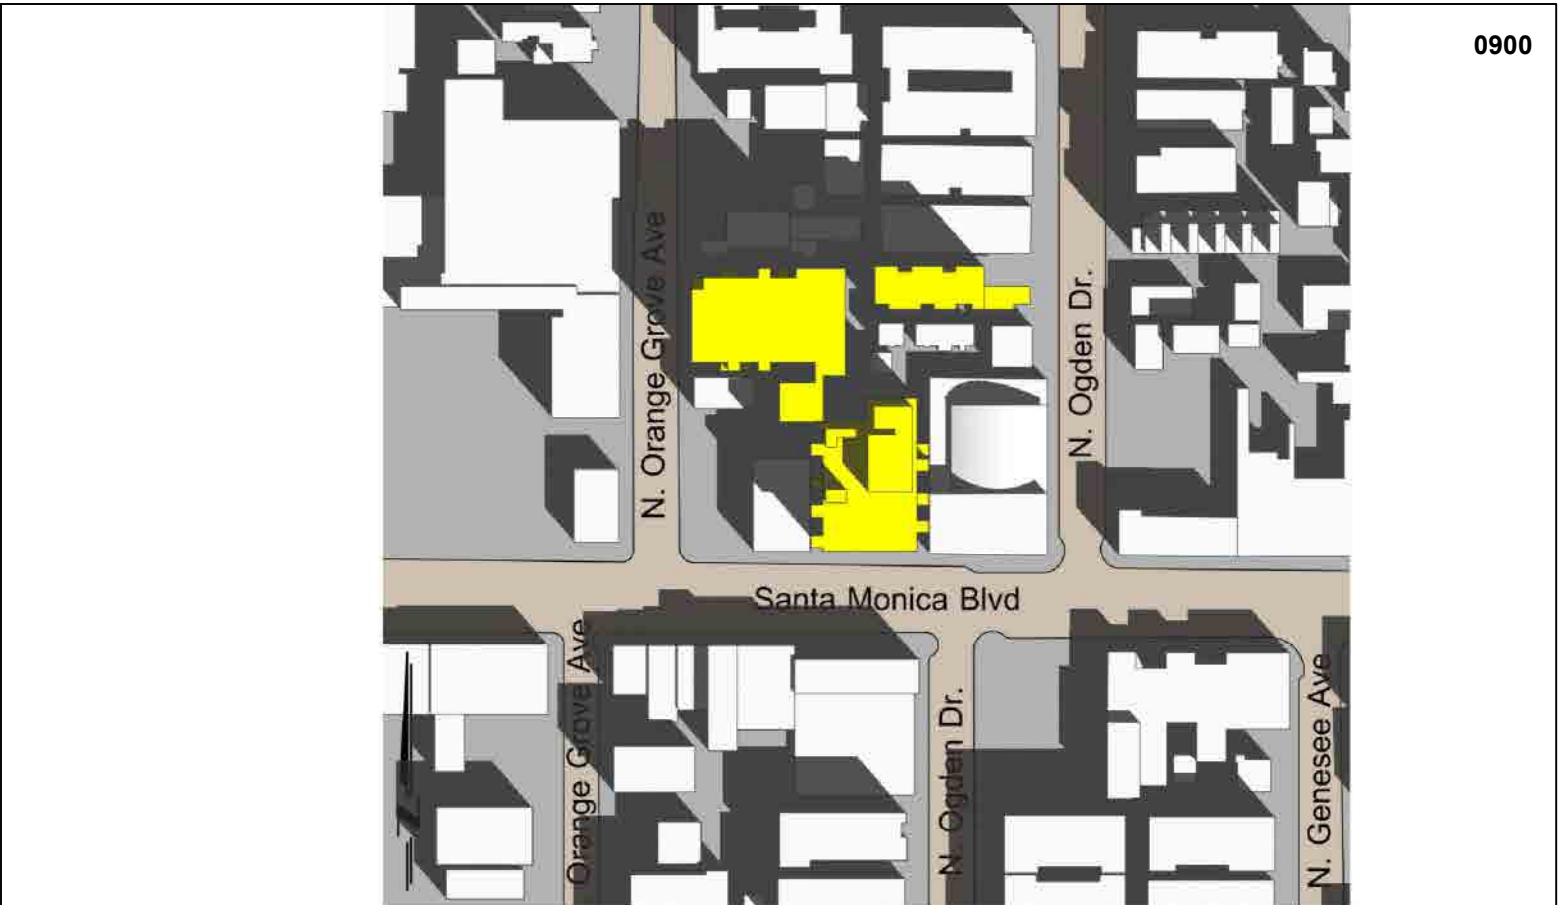 0900
N. Orange Grove Ave
N. Ogden Dr.
Santa Monica Blvd
Orange Grove Ave
N. Ogden Dr.
N. Genesee Ave